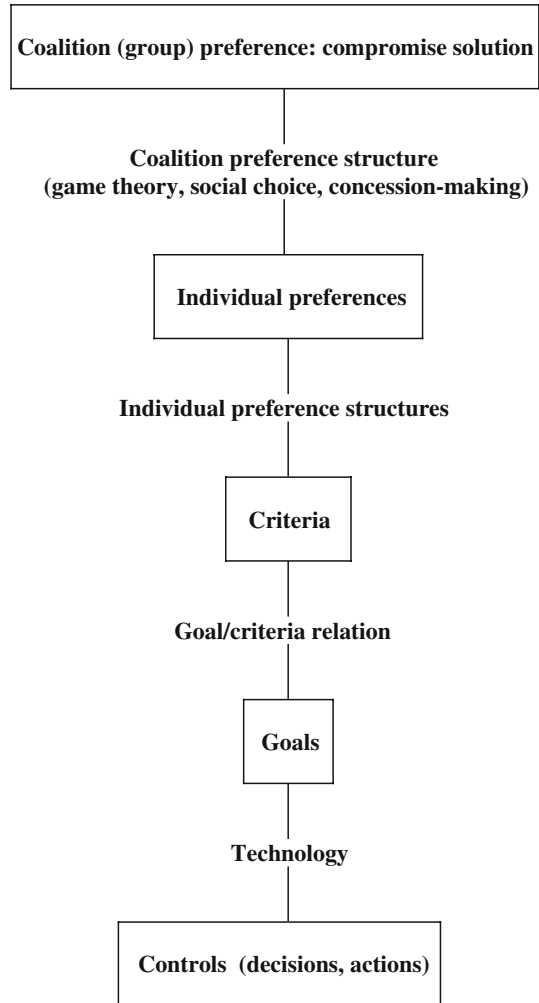 Coalition (group) preference: compromise solution
Coalition preference structure
(game theory, social choice, concession-making)
Individual preferences
Individual preference structures
Criteria
Goal/criteria relation
Goals
Technology
Controls (decisions, actions)